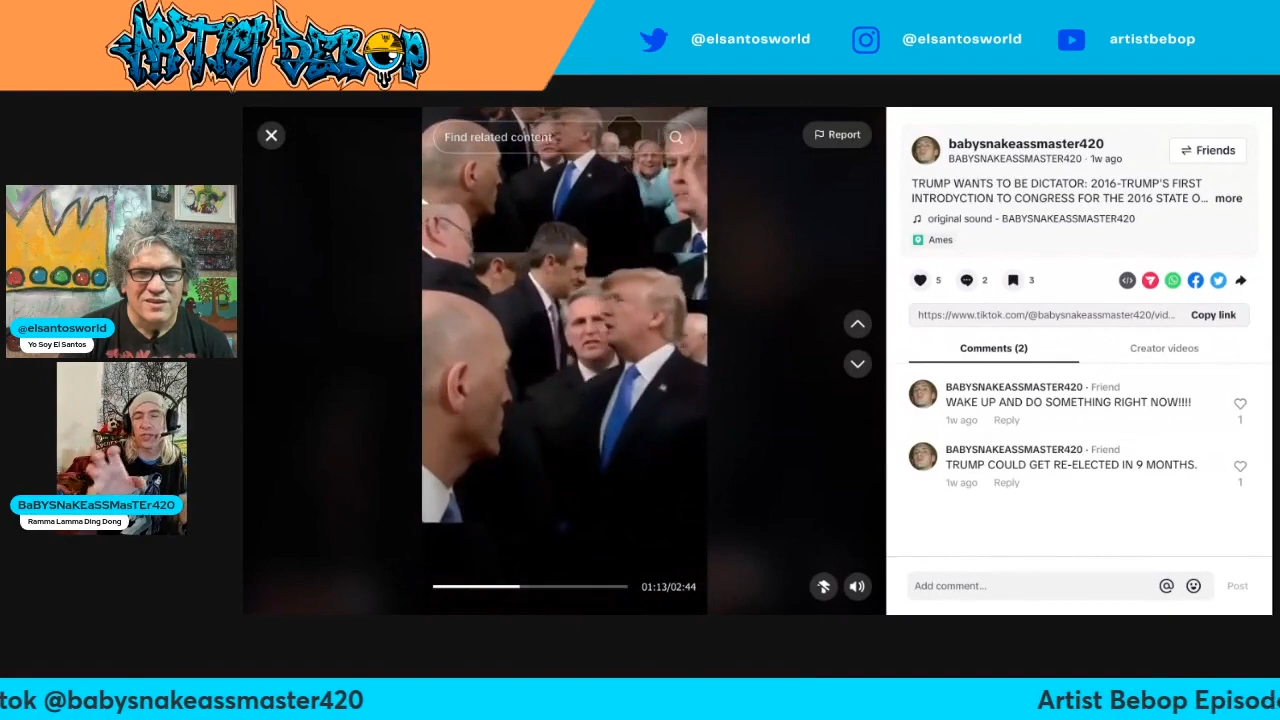 ARTIST BEBOP
@elsantosworld
@elsantosworld
artistbebop
Find related content
Report
@elsantosworld
Yo Soy El Santos
BaBYSNaKEaSSMasTEr420
Ramma Lamma Ding Dong
01:13/02:44
babysnakeassmaster420
BABYSNAKEASSMASTER420 · 1w ago
Friends
TRUMP WANTS TO BE DICTATOR: 2016-TRUMP'S FIRST
INTRODYCTION TO CONGRESS FOR THE 2016 STATE O... more
original sound - BABYSNAKEASSMASTER420
Ames
5
2
3
https://www.tiktok.com/@babysnakeassmaster420/vid...
Copy link
Comments (2)
Creator videos
BABYSNAKEASSMASTER420 · Friend
WAKE UP AND DO SOMETHING RIGHT NOW!!!!
1w ago Reply
1
BABYSNAKEASSMASTER420 · Friend
TRUMP COULD GET RE-ELECTED IN 9 MONTHS.
1w ago Reply
1
Add comment...
Post
tok @babysnakeassmaster420
Artist Bebop Episod